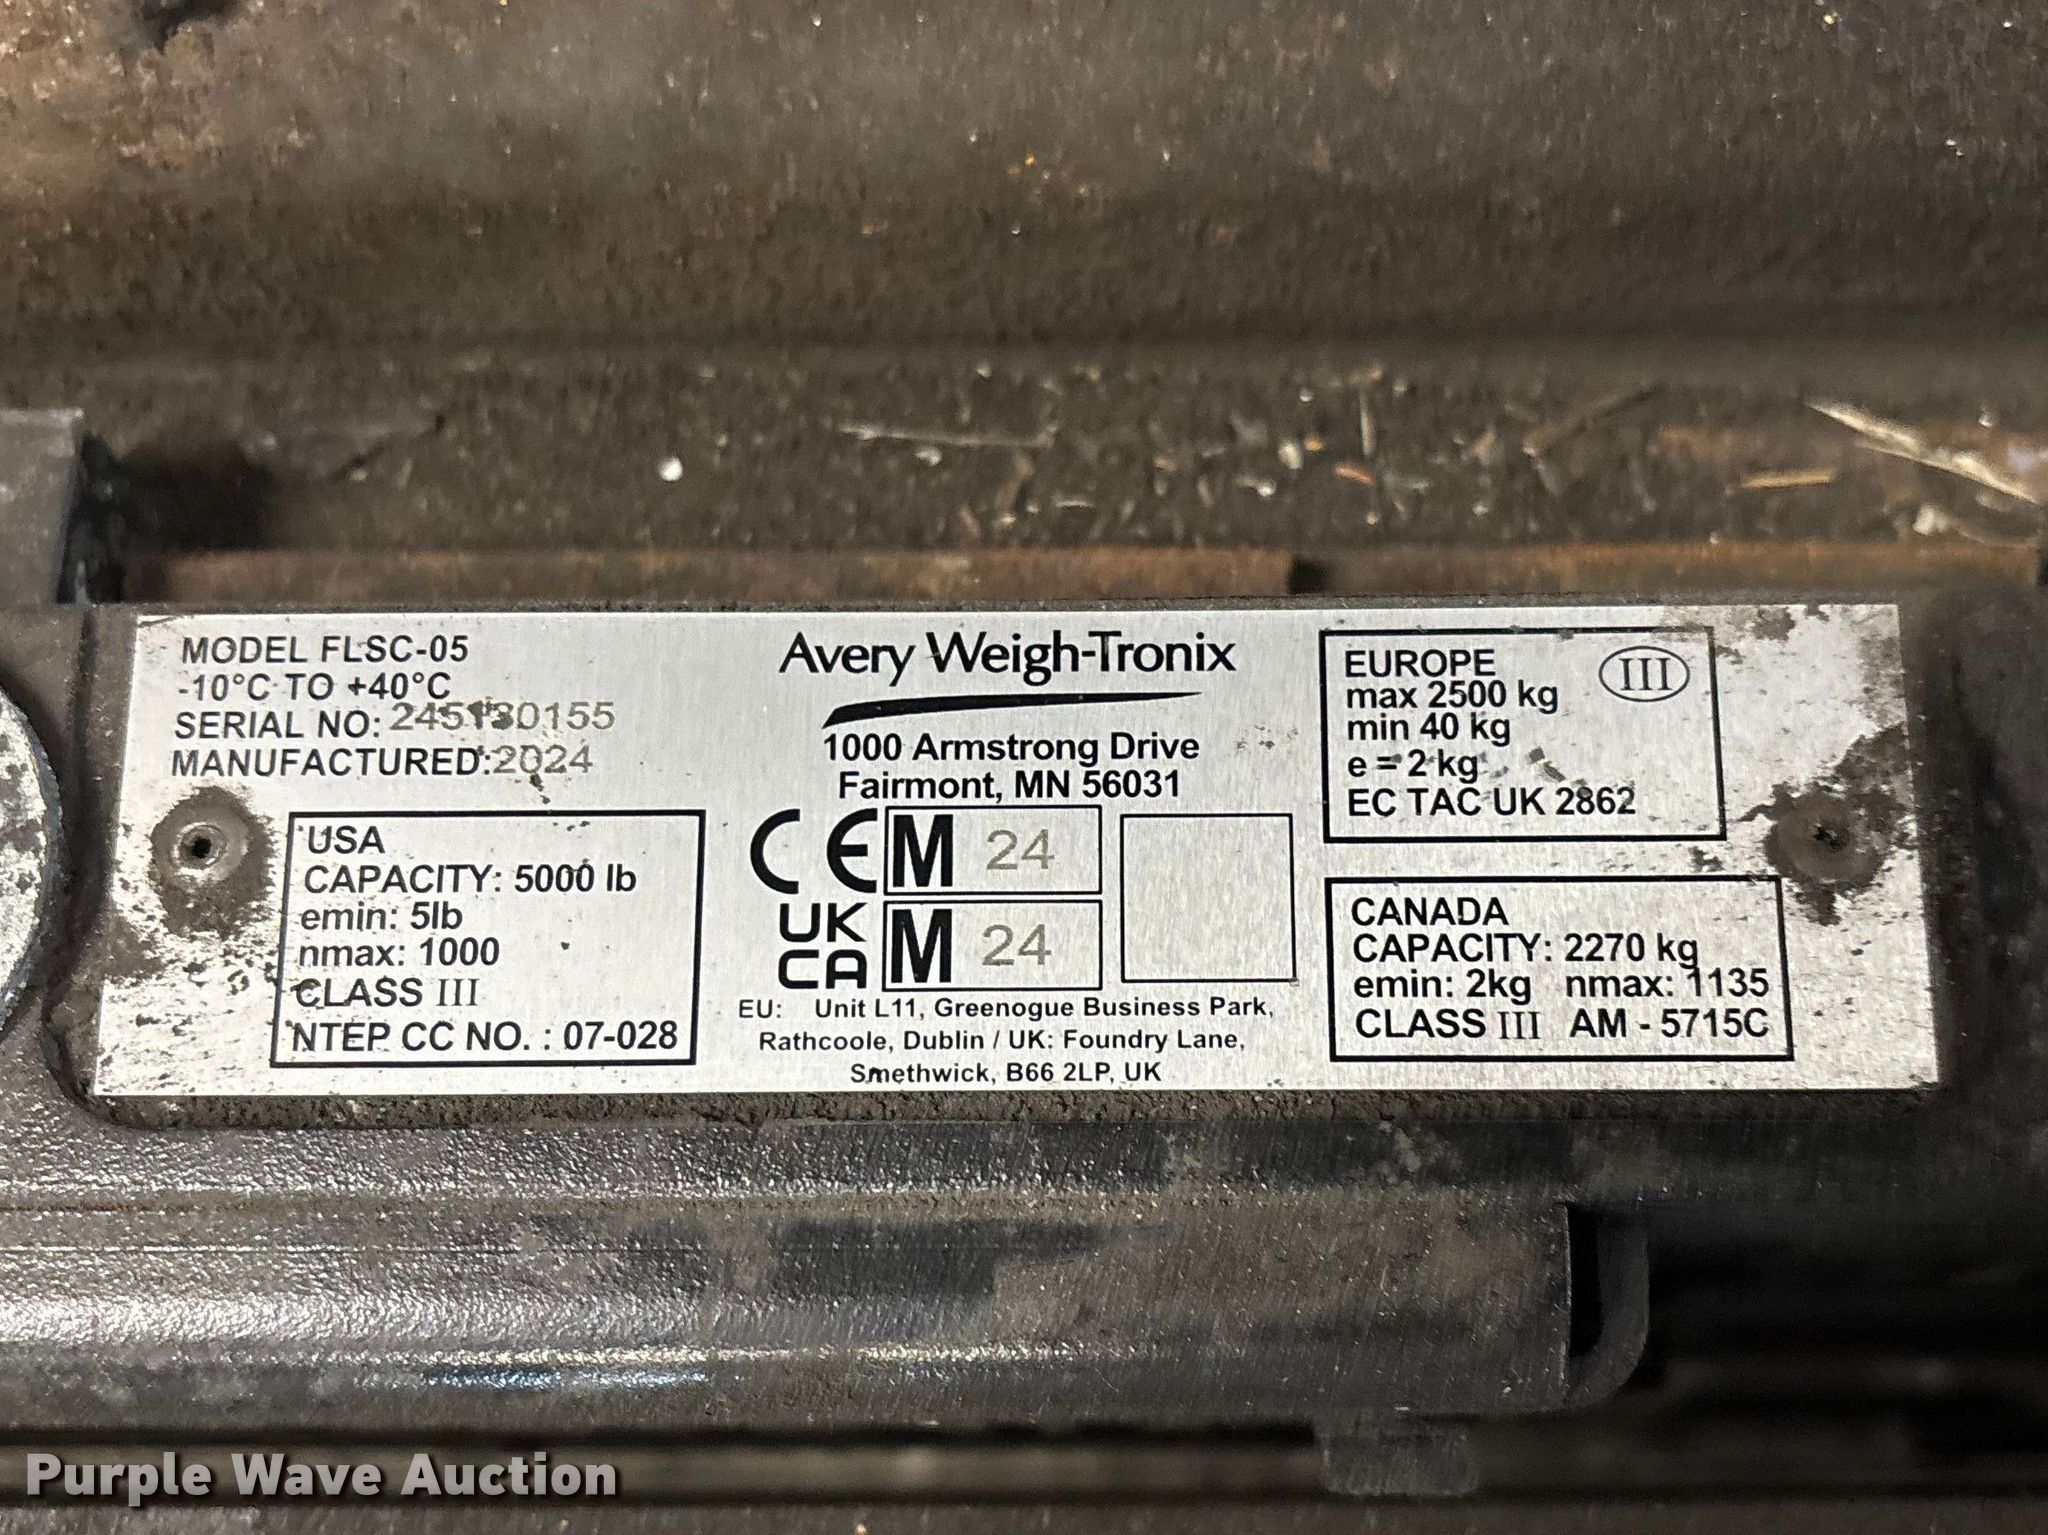 MODEL FLSC-05
-10°C TO +40°C
SERIAL NO: 245130155
MANUFACTURED: 2024
USA
CAPACITY: 5000 lb
emin: 5lb
nmax: 1000
CLASS III
NTEP CC NO. : 07-028
Avery Weigh-Tronix
1000 Armstrong Drive
Fairmont, MN 56031
CE M 24
UK
CA M 24
EU: Unit L11, Greenogue Business Park,
Rathcoole, Dublin / UK: Foundry Lane,
Smethwick, B66 2LP, UK
EUROPE III
max 2500 kg
min 40 kg
e = 2 kg
EC TAC UK 2862
CANADA
CAPACITY: 2270 kg
emin: 2kg nmax: 1135
CLASS III AM - 5715C
Purple Wave Auction